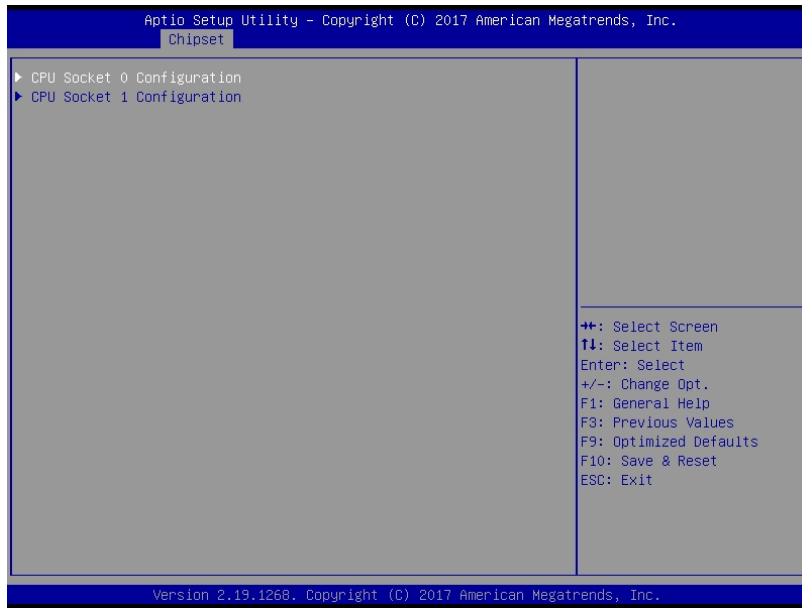 Aptio Setup Utility – Copyright (C) 2017 American Megatrends, Inc.
Chipset
► CPU Socket 0 Configuration
► CPU Socket 1 Configuration
→←: Select Screen
↑↓: Select Item
Enter: Select
+/-: Change Opt.
F1: General Help
F3: Previous Values
F9: Optimized Defaults
F10: Save & Reset
ESC: Exit
Version 2.19.1268. Copyright (C) 2017 American Megatrends, Inc.